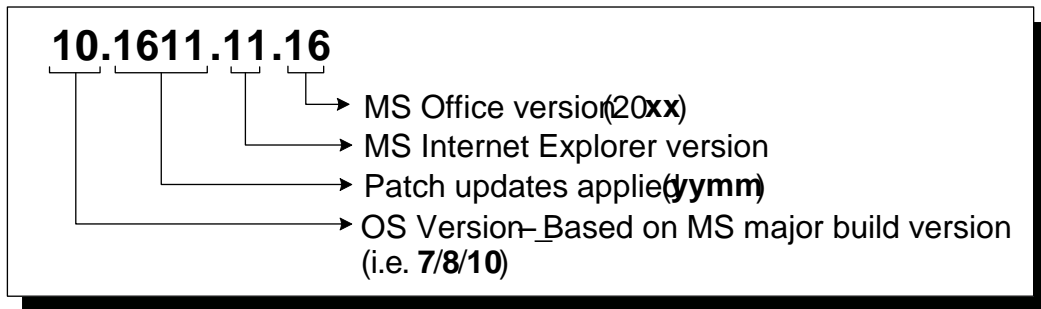 10.1611.11.16
MS Office version(20xx)
MS Internet Explorer version
Patch updates applied(yymm)
OS Version–_Based on MS major build version
(i.e. 7/8/10)